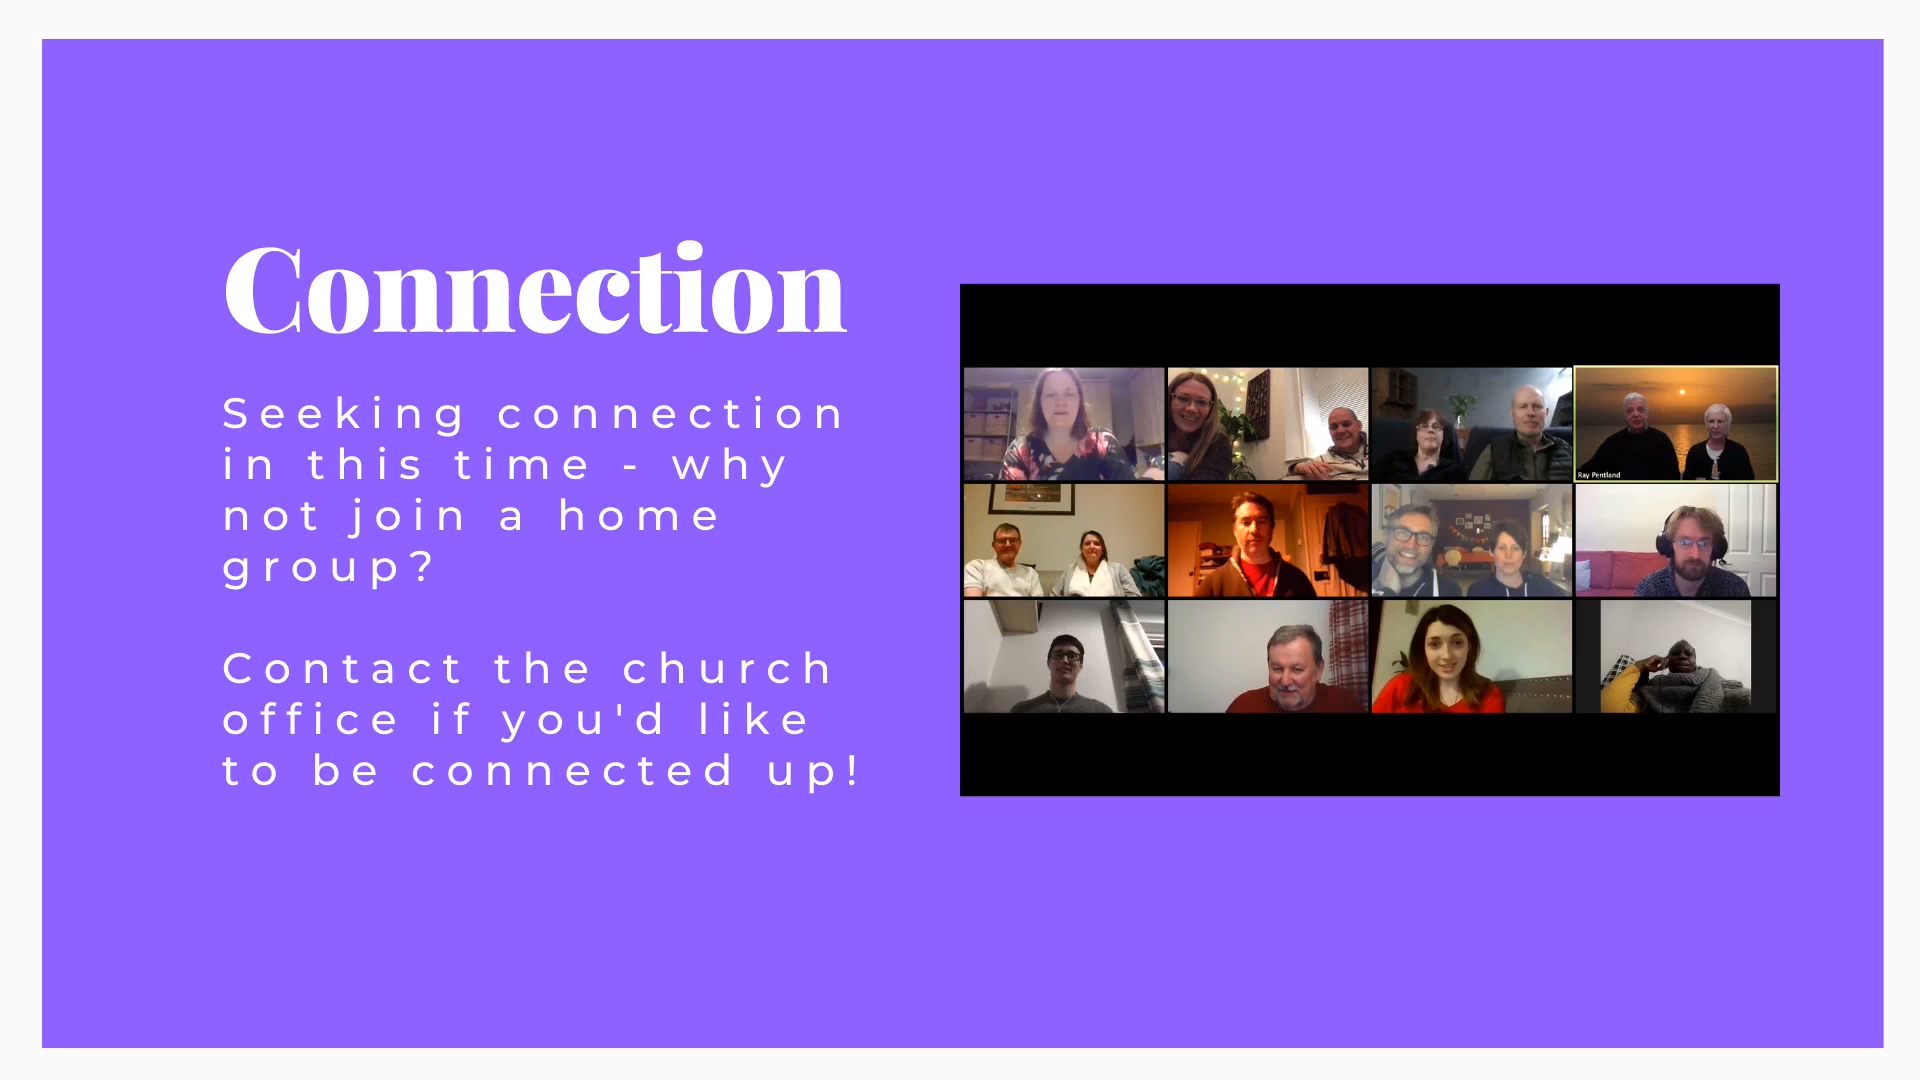 Connection
Seeking connection
in this time - why
not join a home
group?
Contact the church
office if you'd like
to be connected up!
Ray Pentland